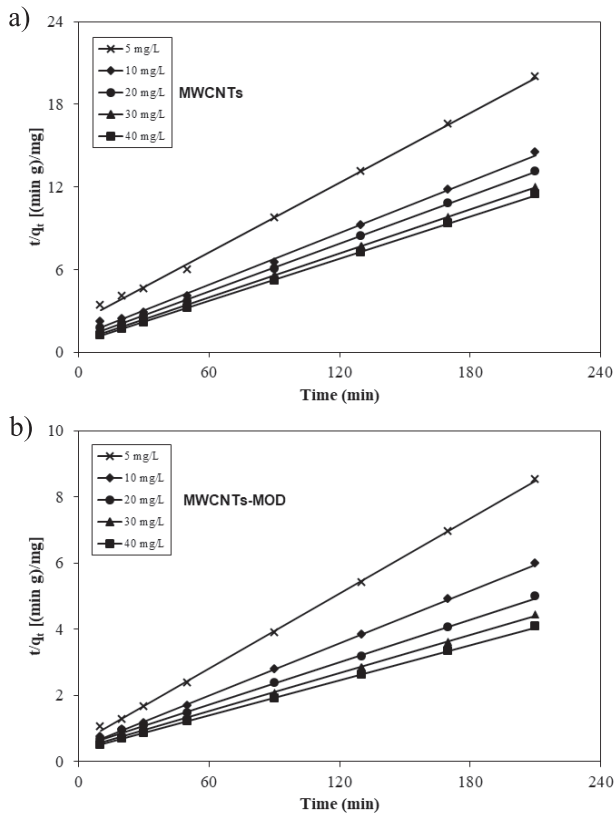 a)
24
18
12
6
0
t/qt [(min g)/mg]
5 mg/L
10 mg/L
20 mg/L
30 mg/L
40 mg/L
MWCNTs
0 60 120 180 240
Time (min)
b)
10
8
6
4
2
0
t/qt [(min g)/mg]
5 mg/L
10 mg/L
20 mg/L
30 mg/L
40 mg/L
MWCNTs-MOD
0 60 120 180 240
Time (min)